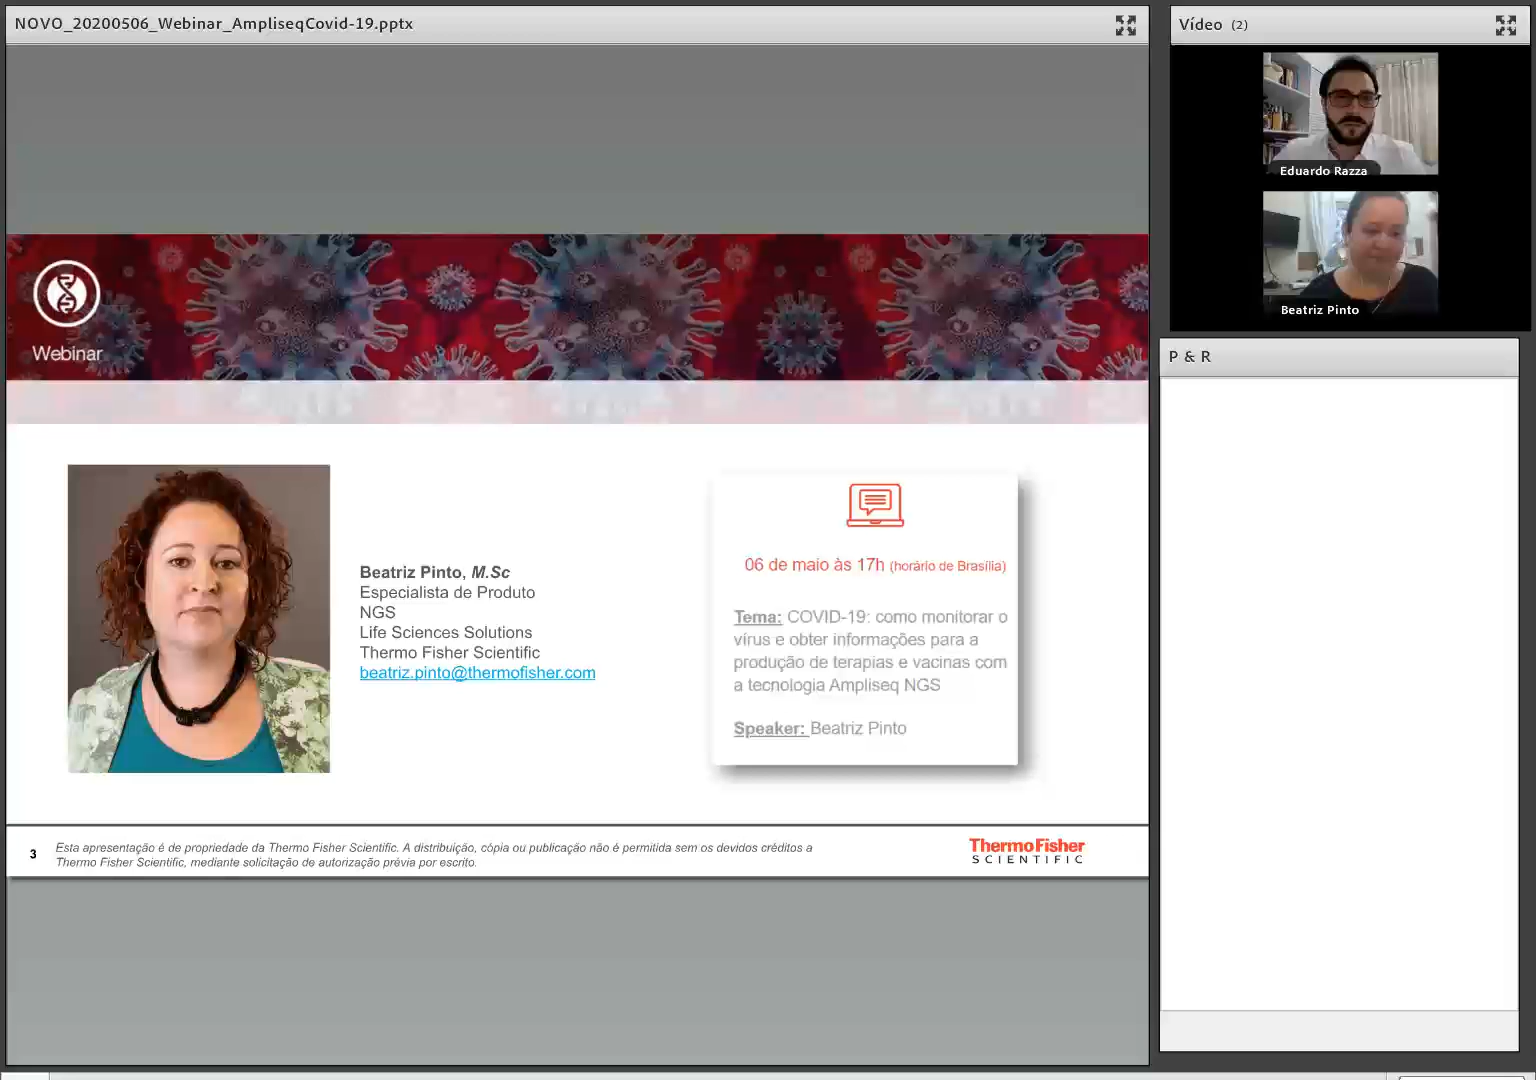 NOVO_20200506_Webinar_AmpliseqCovid-19.pptx
Vídeo (2)
Eduardo Razza
Beatriz Pinto
P & R
Webinar
Beatriz Pinto, M.Sc
Especialista de Produto
NGS
Life Sciences Solutions
Thermo Fisher Scientific
beatriz.pinto@thermofisher.com
06 de maio às 17h (horário de Brasília)
Tema: COVID-19: como monitorar o
vírus e obter informações para a
produção de terapias e vacinas com
a tecnologia Ampliseq NGS
Speaker: Beatriz Pinto
3
Esta apresentação é de propriedade da Thermo Fisher Scientific. A distribuição, cópia ou publicação não é permitida sem os devidos créditos a
Thermo Fisher Scientific, mediante solicitação de autorização prévia por escrito.
ThermoFisher
SCIENTIFIC